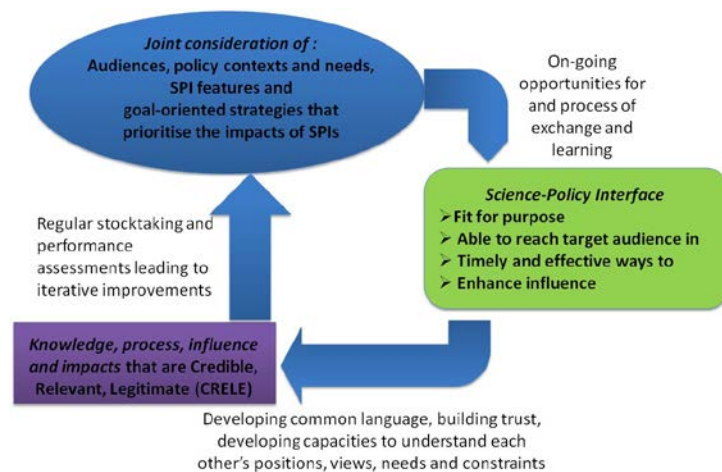 Joint consideration of :
Audiences, policy contexts and needs,
SPI features and
goal-oriented strategies that
prioritise the impacts of SPIs
On-going
opportunities for
and process of
exchange and
learning
Science-Policy Interface
➢Fit for purpose
➢ Able to reach target audience in
➢ Timely and effective ways to
➢ Enhance influence
Regular stocktaking and
performance
assessments leading to
iterative improvements
Knowledge, process, influence
and impacts that are Credible,
Relevant, Legitimate (CRELE)
Developing common language, building trust,
developing capacities to understand each
other's positions, views, needs and constraints